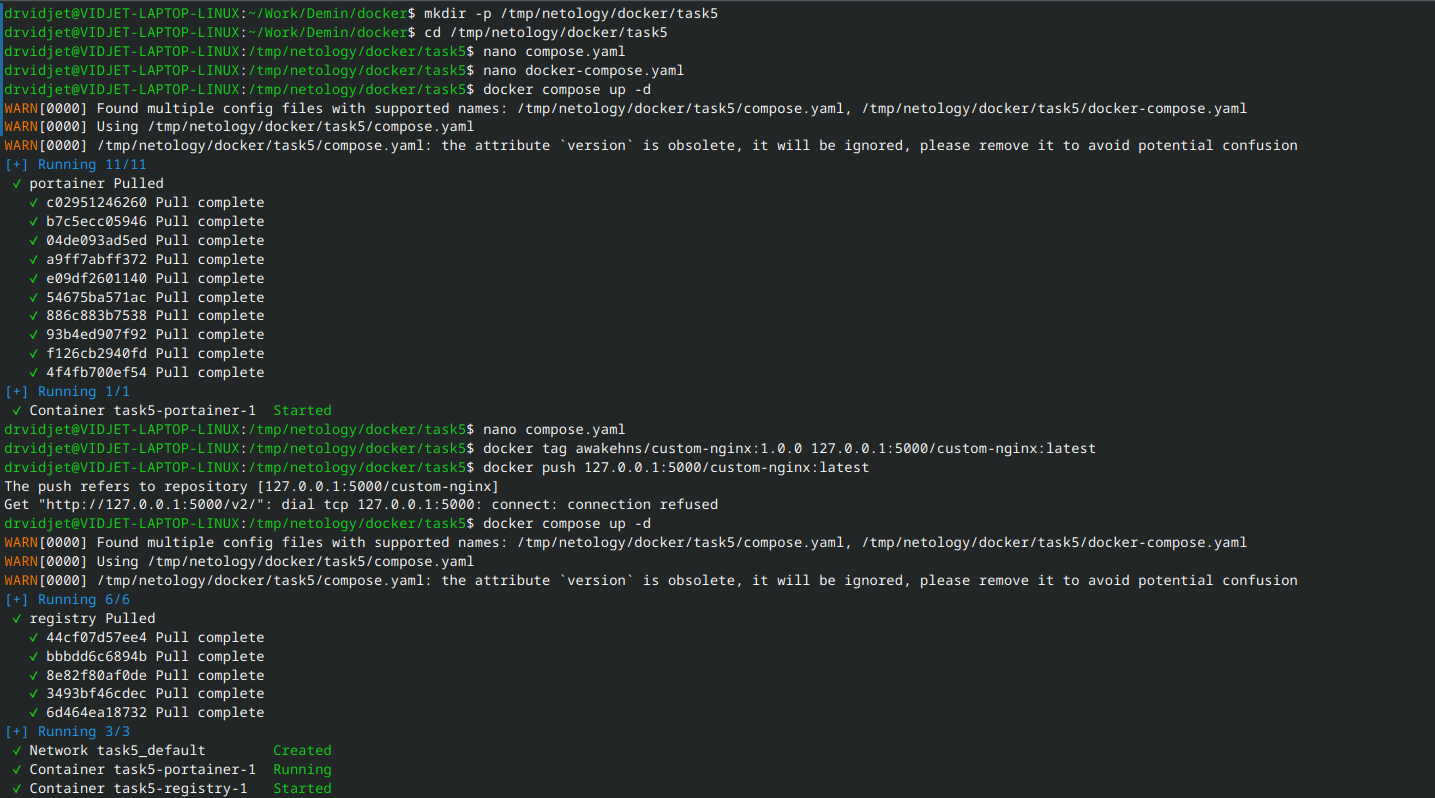 drvidjet@VIDJET-LAPTOP-LINUX:~/Work/Demin/docker$ mkdir -p /tmp/netology/docker/task5
drvidjet@VIDJET-LAPTOP-LINUX:~/Work/Demin/docker$ cd /tmp/netology/docker/task5
drvidjet@VIDJET-LAPTOP-LINUX:/tmp/netology/docker/task5$ nano compose.yaml
drvidjet@VIDJET-LAPTOP-LINUX:/tmp/netology/docker/task5$ nano docker-compose.yaml
drvidjet@VIDJET-LAPTOP-LINUX:/tmp/netology/docker/task5$ docker compose up -d
WARN[0000] Found multiple config files with supported names: /tmp/netology/docker/task5/compose.yaml, /tmp/netology/docker/task5/docker-compose.yaml
WARN[0000] Using /tmp/netology/docker/task5/compose.yaml
WARN[0000] /tmp/netology/docker/task5/compose.yaml: the attribute `version` is obsolete, it will be ignored, please remove it to avoid potential confusion
[+] Running 11/11
✓ portainer Pulled
✓ c02951246260 Pull complete
✓ b7c5ecc05946 Pull complete
✓ 04de093ad5ed Pull complete
✓ a9ff7abff372 Pull complete
✓ e09df2601140 Pull complete
✓ 54675ba571ac Pull complete
✓ 886c883b7538 Pull complete
✓ 93b4ed907f92 Pull complete
✓ f126cb2940fd Pull complete
✓ 4f4fb700ef54 Pull complete
[+] Running 1/1
✓ Container task5-portainer-1 Started
drvidjet@VIDJET-LAPTOP-LINUX:/tmp/netology/docker/task5$ nano compose.yaml
drvidjet@VIDJET-LAPTOP-LINUX:/tmp/netology/docker/task5$ docker tag awakehns/custom-nginx:1.0.0 127.0.0.1:5000/custom-nginx:latest
drvidjet@VIDJET-LAPTOP-LINUX:/tmp/netology/docker/task5$ docker push 127.0.0.1:5000/custom-nginx:latest
The push refers to repository [127.0.0.1:5000/custom-nginx]
Get "http://127.0.0.1:5000/v2/": dial tcp 127.0.0.1:5000: connect: connection refused
drvidjet@VIDJET-LAPTOP-LINUX:/tmp/netology/docker/task5$ docker compose up -d
WARN[0000] Found multiple config files with supported names: /tmp/netology/docker/task5/compose.yaml, /tmp/netology/docker/task5/docker-compose.yaml
WARN[0000] Using /tmp/netology/docker/task5/compose.yaml
WARN[0000] /tmp/netology/docker/task5/compose.yaml: the attribute `version` is obsolete, it will be ignored, please remove it to avoid potential confusion
[+] Running 6/6
✓ registry Pulled
✓ 44cf07d57ee4 Pull complete
✓ bbbdd6c6894b Pull complete
✓ 8e82f80af0de Pull complete
✓ 3493bf46cdec Pull complete
✓ 6d464ea18732 Pull complete
[+] Running 3/3
✓ Network task5_default Created
✓ Container task5-portainer-1 Running
✓ Container task5-registry-1 Started